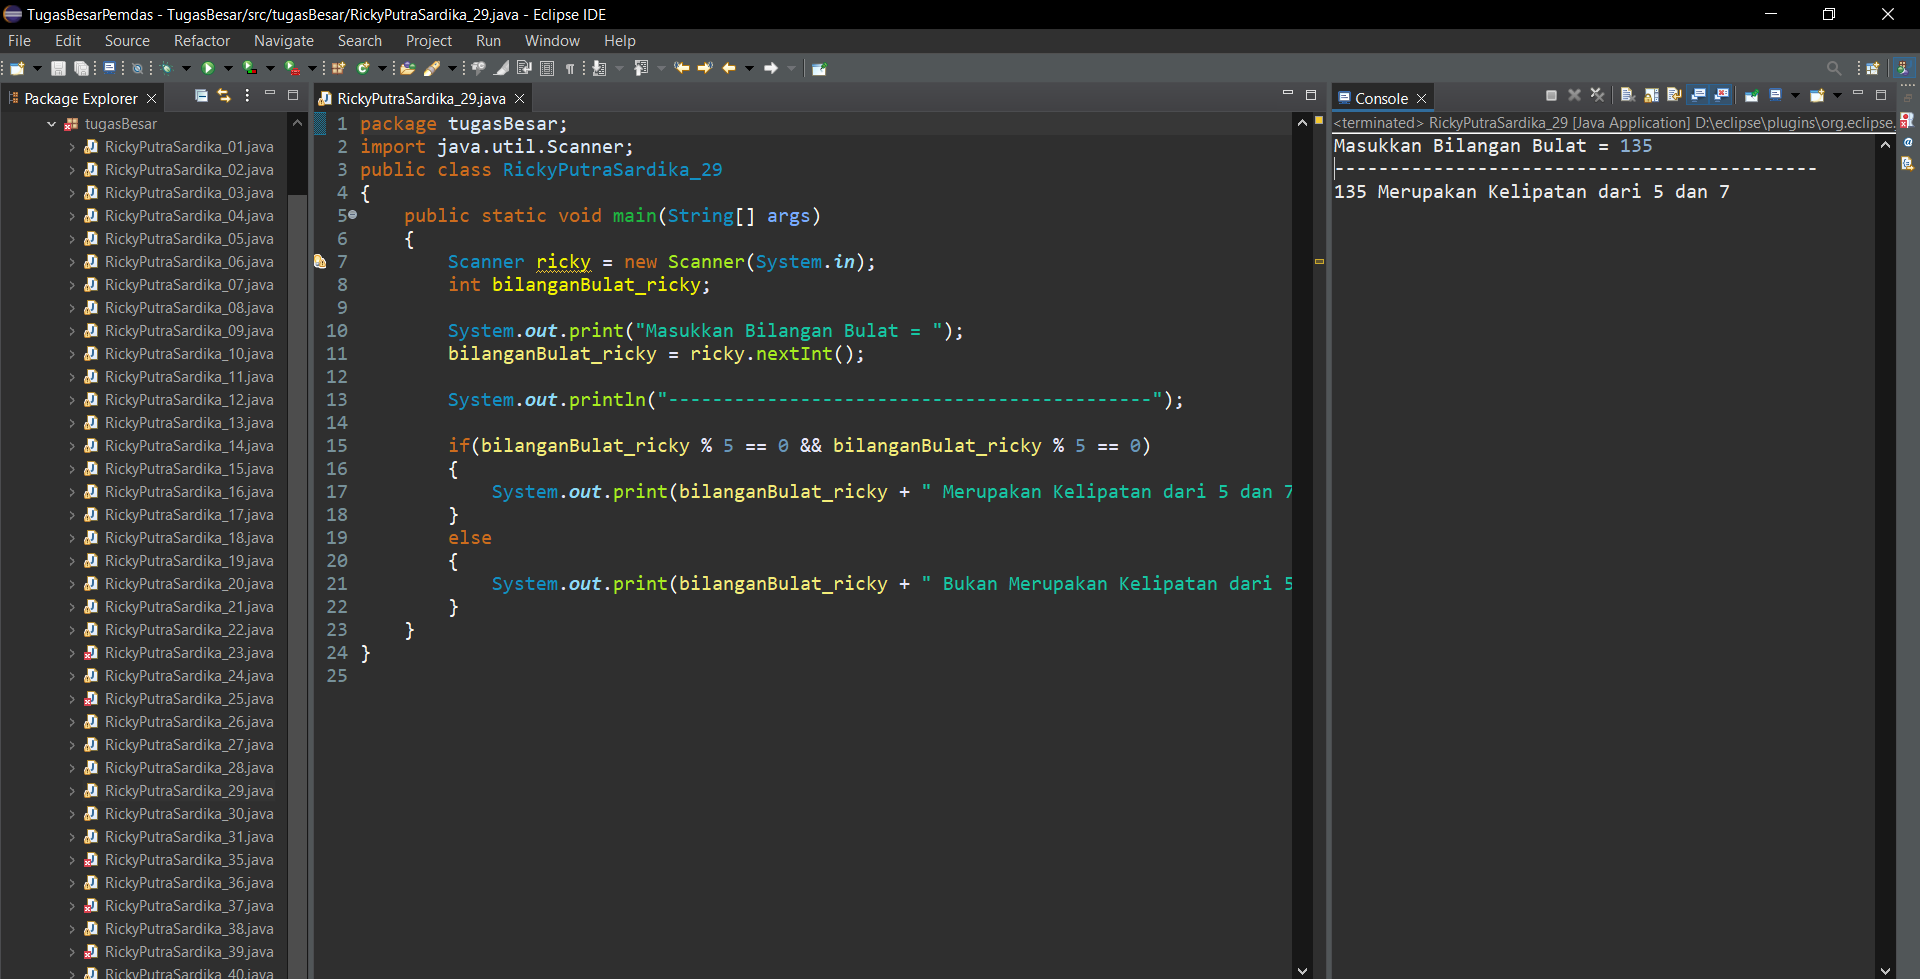 TugasBesarPemdas - TugasBesar/src/tugasBesar/RickyPutraSardika_29.java - Eclipse IDE
File Edit Source Refactor Navigate Search Project Run Window Help
Package Explorer
tugasBesar
RickyPutraSardika_01.java
RickyPutraSardika_02.java
RickyPutraSardika_03.java
RickyPutraSardika_04.java
RickyPutraSardika_05.java
RickyPutraSardika_06.java
RickyPutraSardika_07.java
RickyPutraSardika_08.java
RickyPutraSardika_09.java
RickyPutraSardika_10.java
RickyPutraSardika_11.java
RickyPutraSardika_12.java
RickyPutraSardika_13.java
RickyPutraSardika_14.java
RickyPutraSardika_15.java
RickyPutraSardika_16.java
RickyPutraSardika_17.java
RickyPutraSardika_18.java
RickyPutraSardika_19.java
RickyPutraSardika_20.java
RickyPutraSardika_21.java
RickyPutraSardika_22.java
RickyPutraSardika_23.java
RickyPutraSardika_24.java
RickyPutraSardika_25.java
RickyPutraSardika_26.java
RickyPutraSardika_27.java
RickyPutraSardika_28.java
RickyPutraSardika_29.java
RickyPutraSardika_30.java
RickyPutraSardika_31.java
RickyPutraSardika_35.java
RickyPutraSardika_36.java
RickyPutraSardika_37.java
RickyPutraSardika_38.java
RickyPutraSardika_39.java
RickyPutraSardika_40.java
RickyPutraSardika_29.java
1 package tugasBesar;
2 import java.util.Scanner;
3 public class RickyPutraSardika_29
4 {
5 public static void main(String[] args)
6 {
7 Scanner ricky = new Scanner(System.in);
8 int bilanganBulat_ricky;
9
10 System.out.print("Masukkan Bilangan Bulat = ");
11 bilanganBulat_ricky = ricky.nextInt();
12
13 System.out.println("--------------------------------------------");
14
15 if(bilanganBulat_ricky % 5 == 0 && bilanganBulat_ricky % 5 == 0)
16 {
17 System.out.print(bilanganBulat_ricky + " Merupakan Kelipatan dari 5 dan 7
18 }
19 else
20 {
21 System.out.print(bilanganBulat_ricky + " Bukan Merupakan Kelipatan dari 5
22 }
23 }
24 }
25
Console
<terminated> RickyPutraSardika_29 [Java Application] D:\eclipse\plugins\org.eclipse.
Masukkan Bilangan Bulat = 135
--------------------------------------------
135 Merupakan Kelipatan dari 5 dan 7